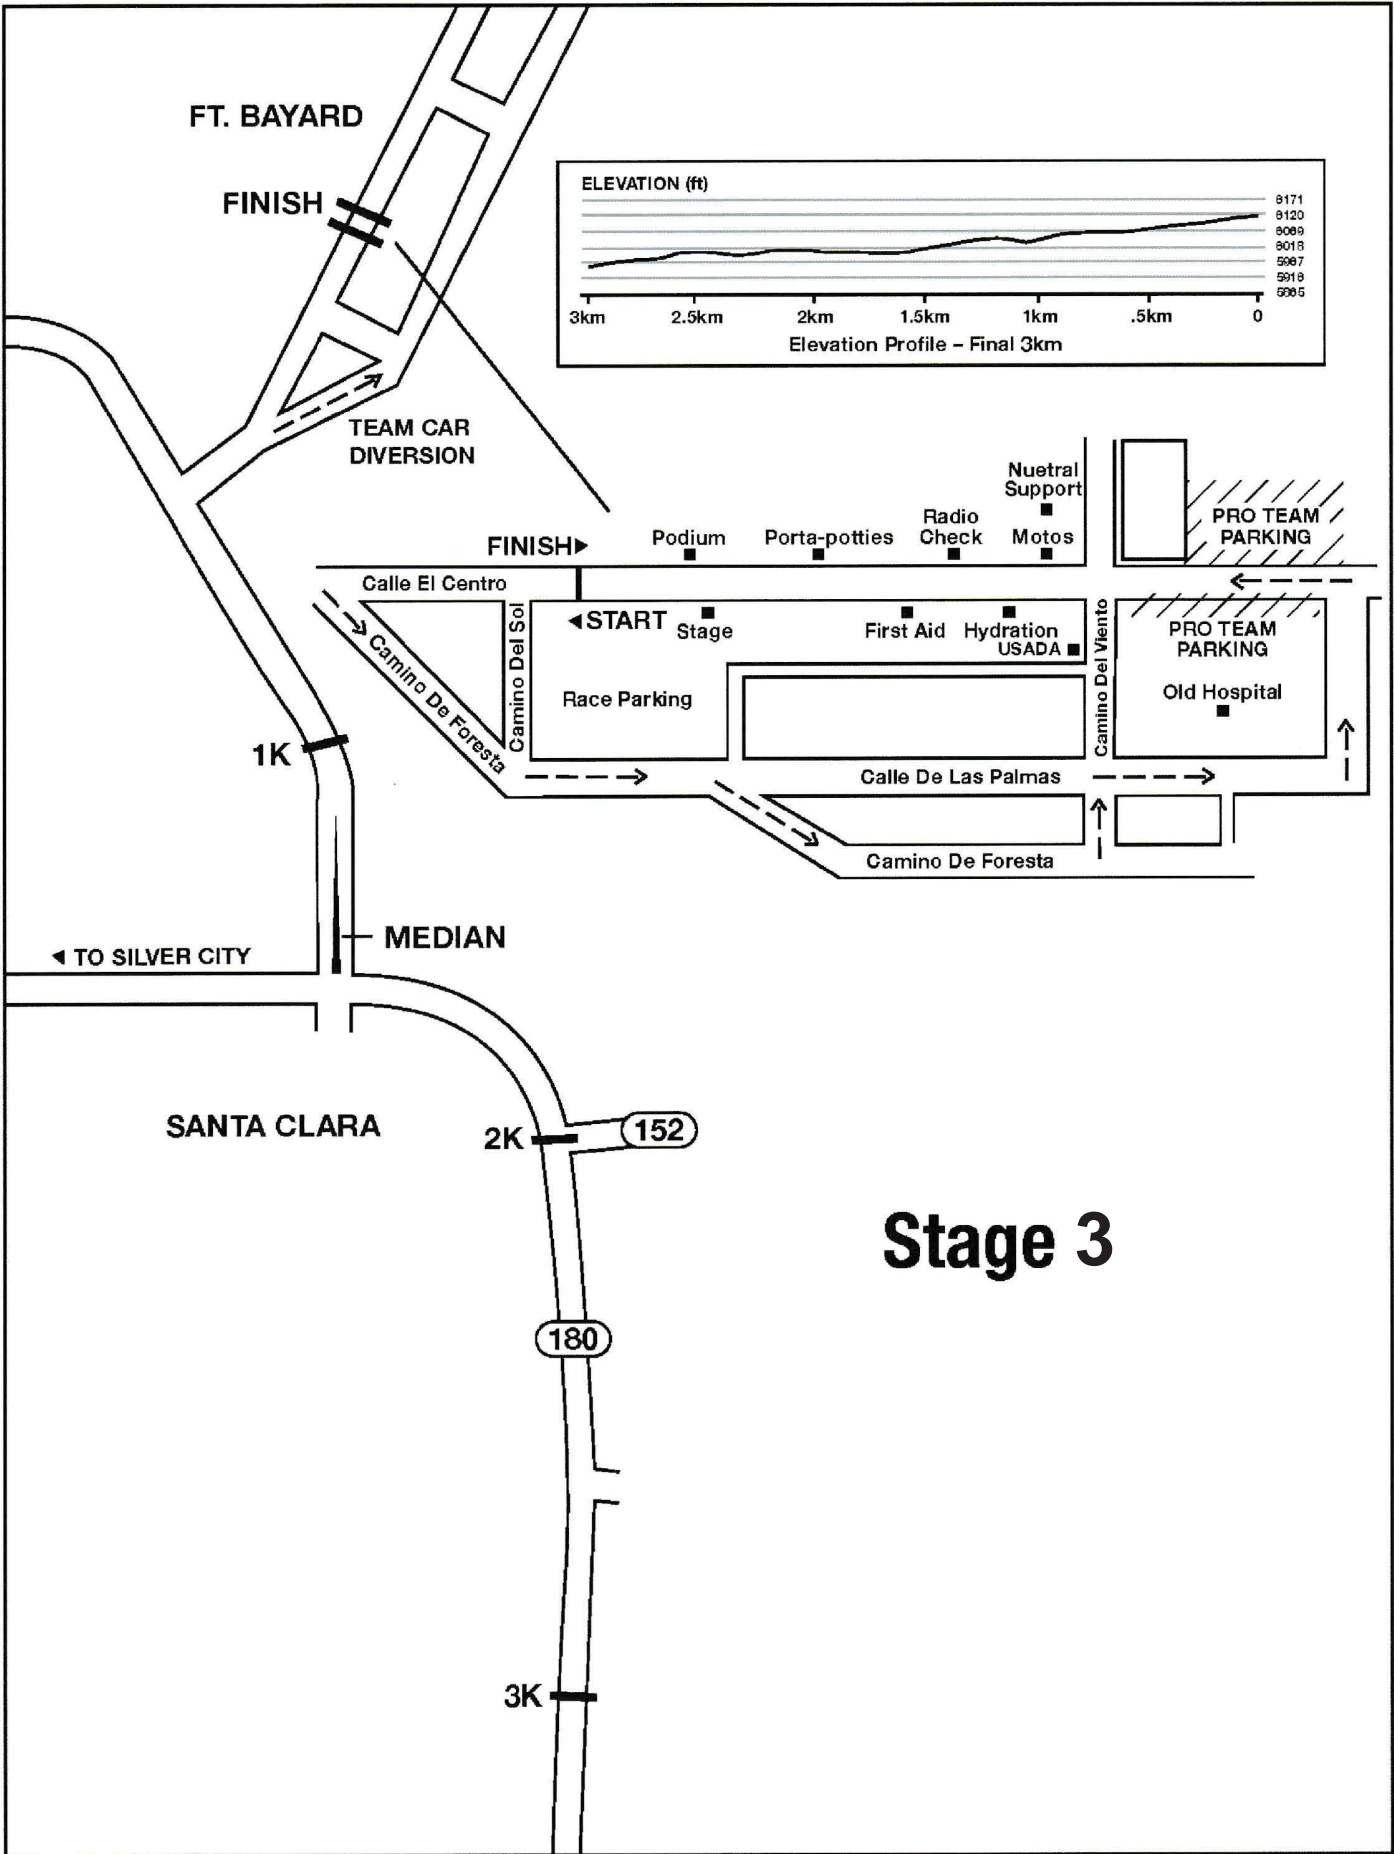 FT. BAYARD
FINISH
ELEVATION (ft)
6171
6120
6069
6018
5967
5916
5865
3km 2.5km 2km 1.5km 1km .5km 0
Elevation Profile – Final 3km
TEAM CAR
DIVERSION
Nuetral
Support
PRO TEAM
PARKING
FINISH▶
Podium
Porta-potties
Radio
Check
Motos
Calle El Centro
◀START
Stage
First Aid
Hydration
USADA
PRO TEAM
PARKING
Camino De Foresta
Camino Del Sol
Race Parking
Camino Del Viento
Old Hospital
Calle De Las Palmas
Camino De Foresta
1K
MEDIAN
◀ TO SILVER CITY
SANTA CLARA
2K
152
Stage 3
180
3K